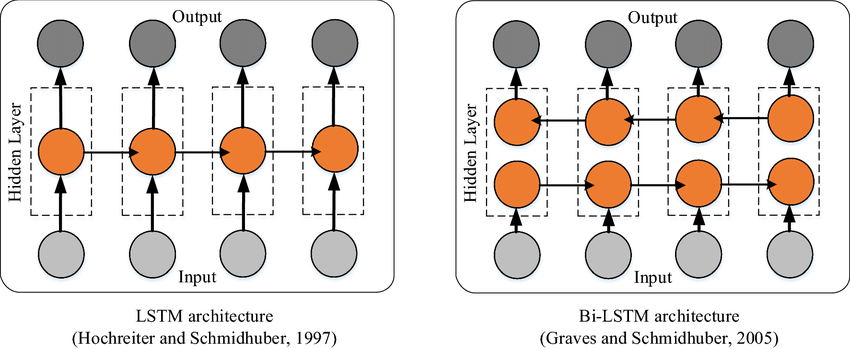 Output
Hidden Layer
Input
LSTM architecture
(Hochreiter and Schmidhuber, 1997)
Output
Hidden Layer
Input
Bi-LSTM architecture
(Graves and Schmidhuber, 2005)